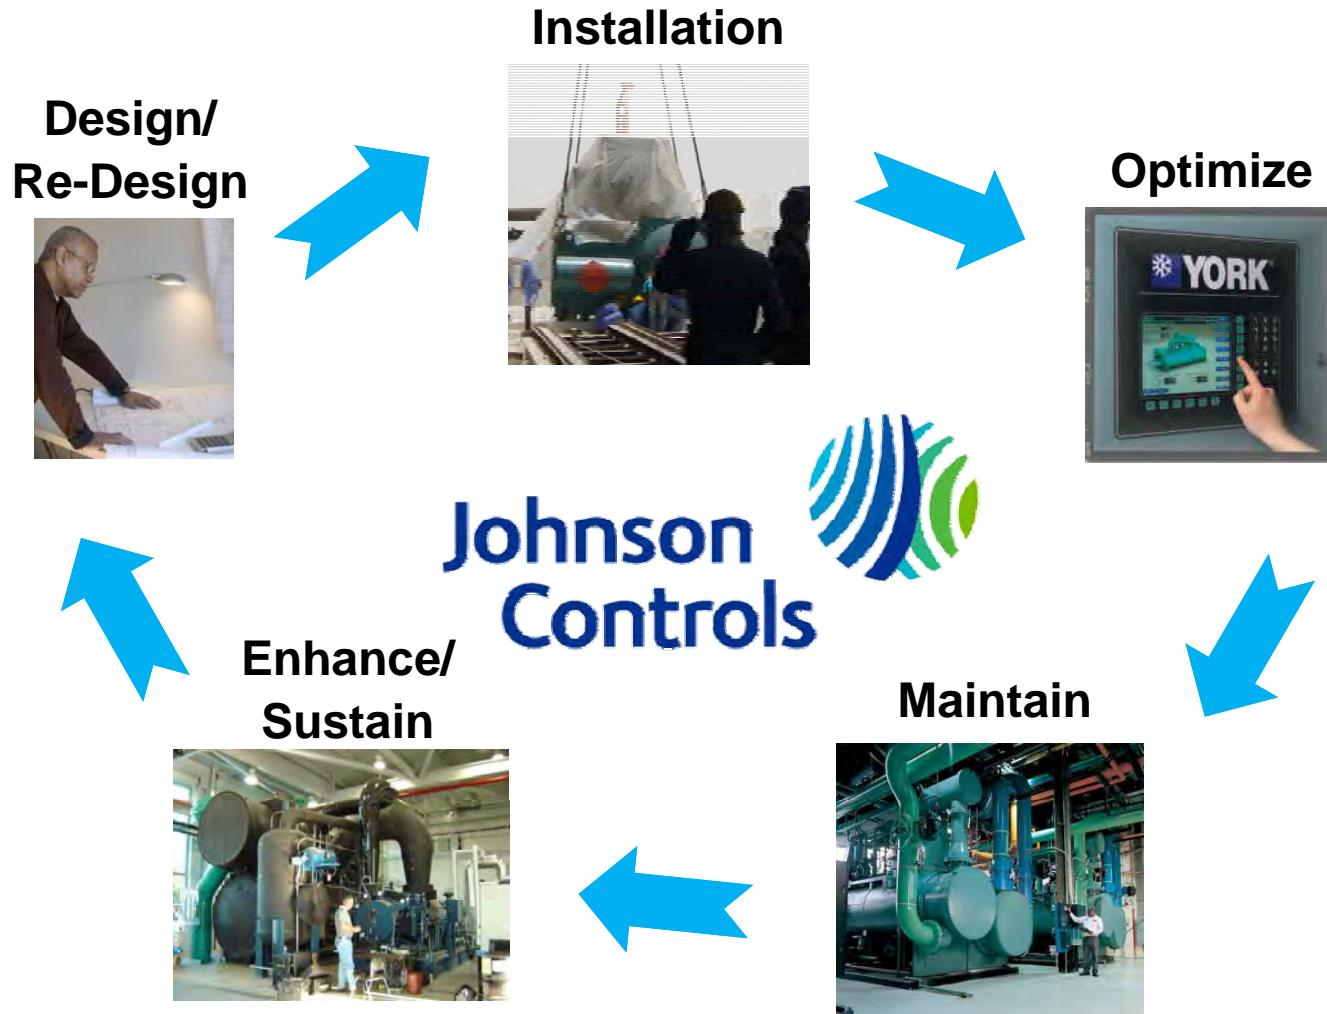 Installation
Design/
Re-Design
Optimize
YORK
Johnson
Controls
Enhance/
Sustain
Maintain